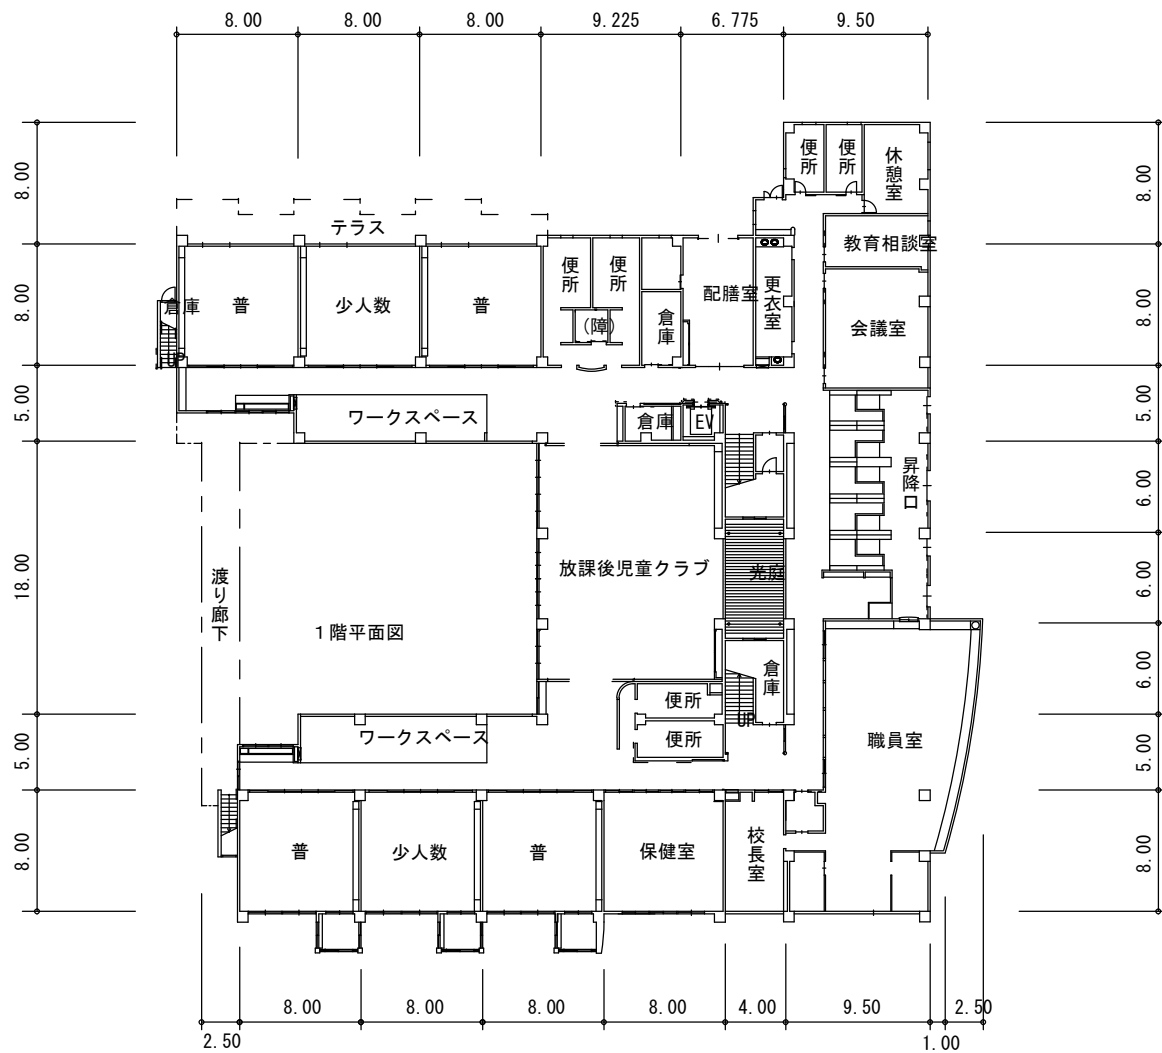 8.00
8.00
8.00
9.225
6.775
9.50
8.00
8.00
5.00
18.00
5.00
8.00
便所
便所
休憩室
テラス
教育相談室
倉庫
普
少人数
普
便所
便所
(障)
倉庫
配膳室
更衣室
会議室
UP
ワークスペース
倉庫
EV
昇降口
渡り廊下
放課後児童クラブ
光庭
1階平面図
倉庫
便所
UP
便所
ワークスペース
職員室
普
少人数
普
保健室
校長室
8.00
8.00
5.00
6.00
6.00
6.00
5.00
8.00
2.50
8.00
8.00
8.00
8.00
4.00
9.50
1.00
2.50